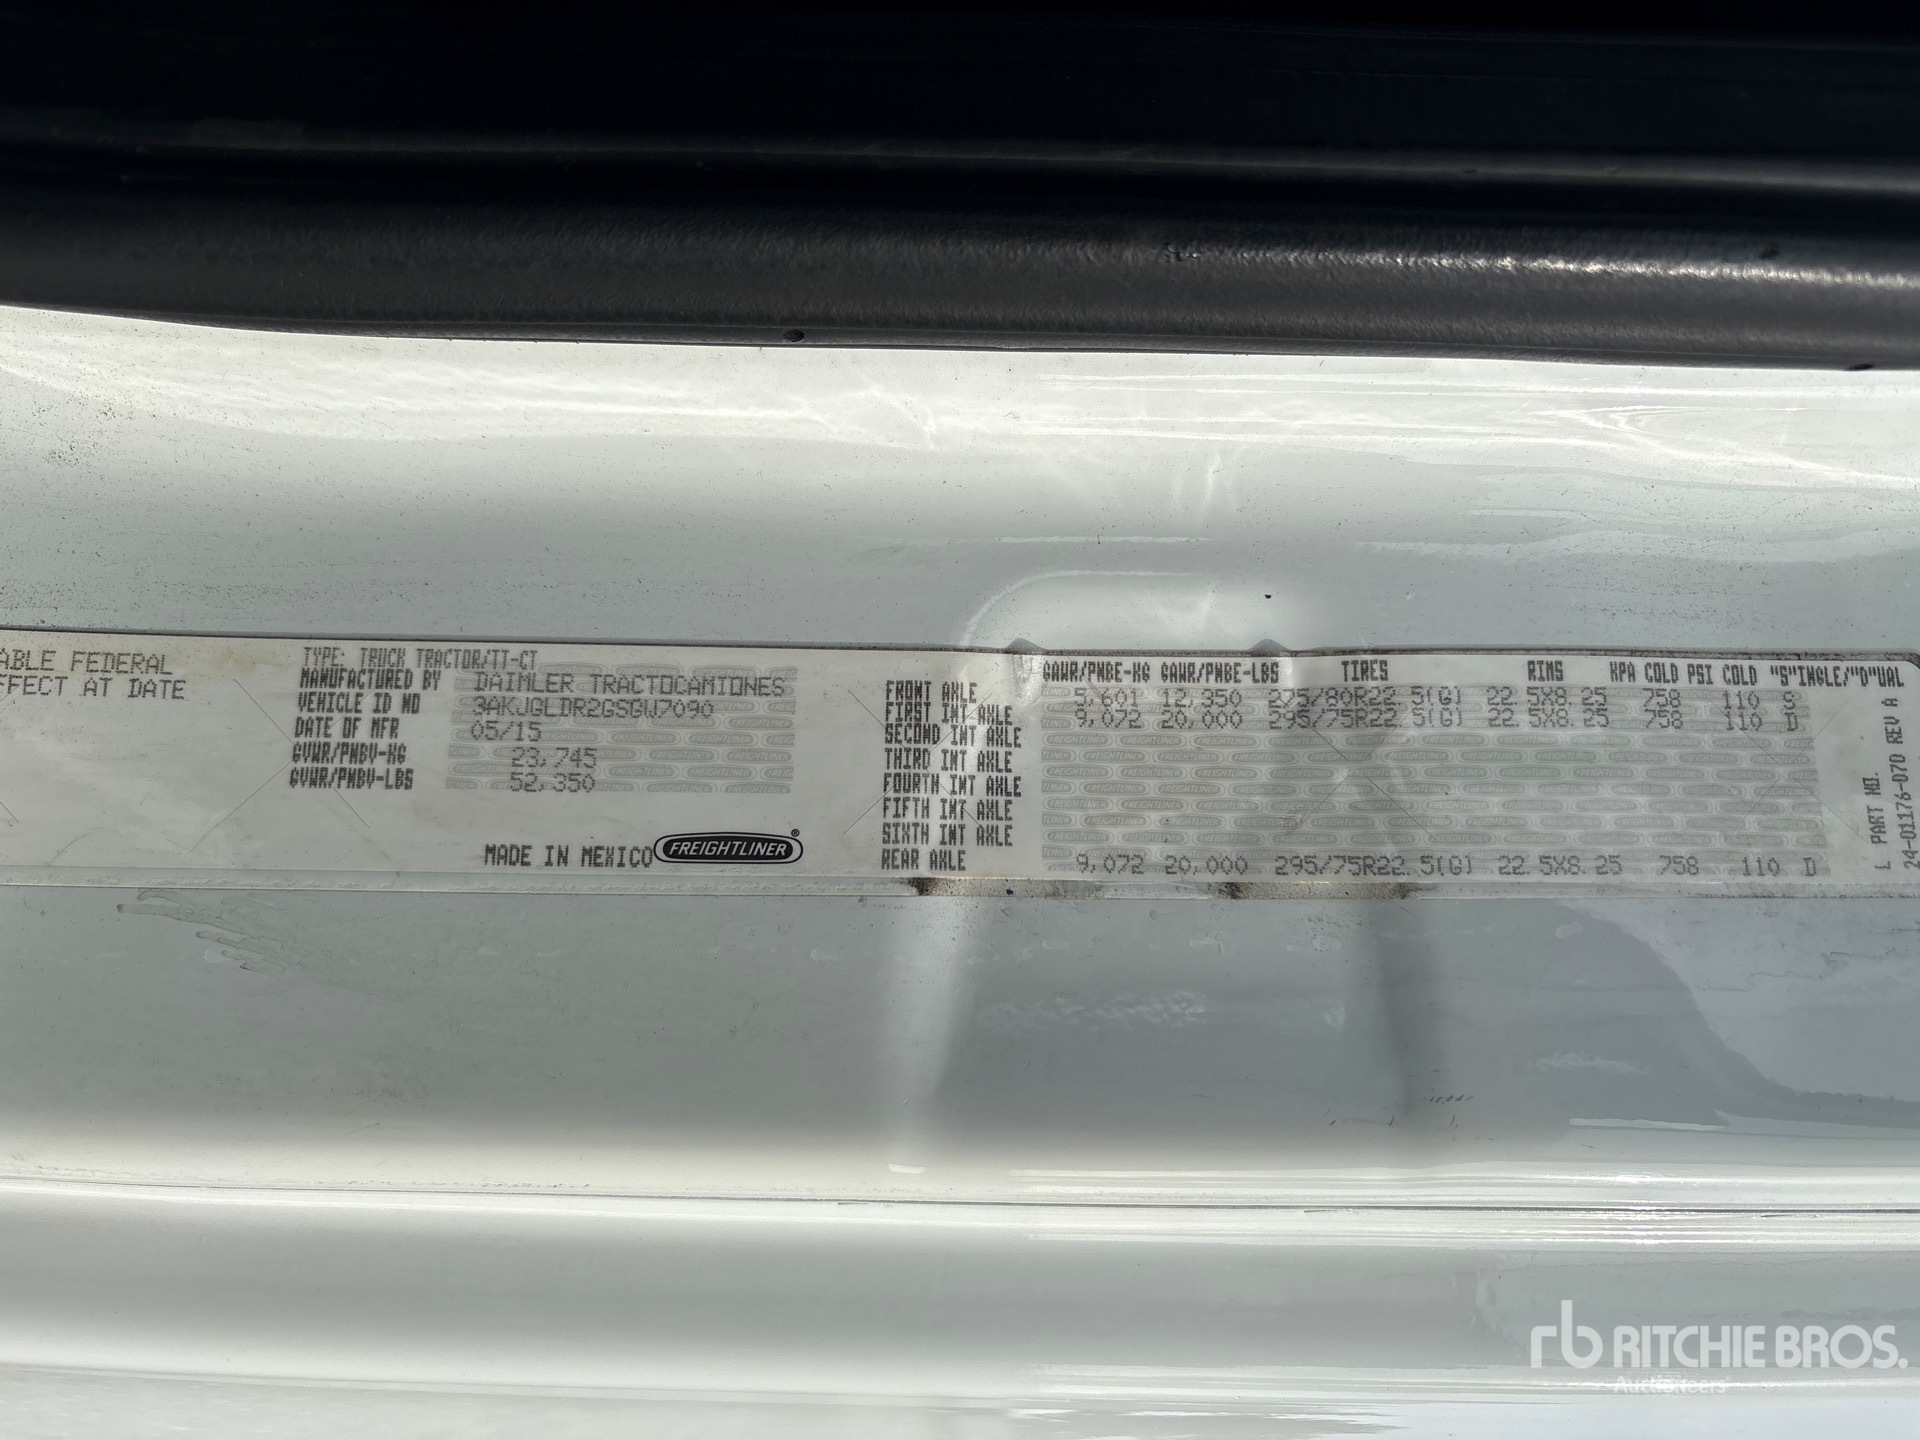 ABLE FEDERAL
FFECT AT DATE
TYPE: TRUCK TRACTOR/TT-CT
MANUFACTURED BY DAIMLER TRACTOCAMIONES
VEHICLE ID NO 3AKJGLDR2GSGW7090
DATE OF MFR 05/15
GVWR/PNBV-KG 23,745
GVWR/PNBV-LBS 52,350
MADE IN MEXICO FREIGHTLINER®
GAWR/PNBE-KG GAWR/PNBE-LBS TIRES RIMS KPA COLD PSI COLD "S"INGLE/"D"UAL
FRONT AXLE 5,601 12,350 275/80R22.5(G) 22.5X8.25 758 110 S
FIRST INT AXLE 9,072 20,000 295/75R22.5(G) 22.5X8.25 758 110 D
SECOND INT AXLE
THIRD INT AXLE
FOURTH INT AXLE
FIFTH INT AXLE
SIXTH INT AXLE
REAR AXLE 9,072 20,000 295/75R22.5(G) 22.5X8.25 758 110 D
L PART NO.
24-01176-070 REV A
rb RITCHIE BROS.
Auctioneers